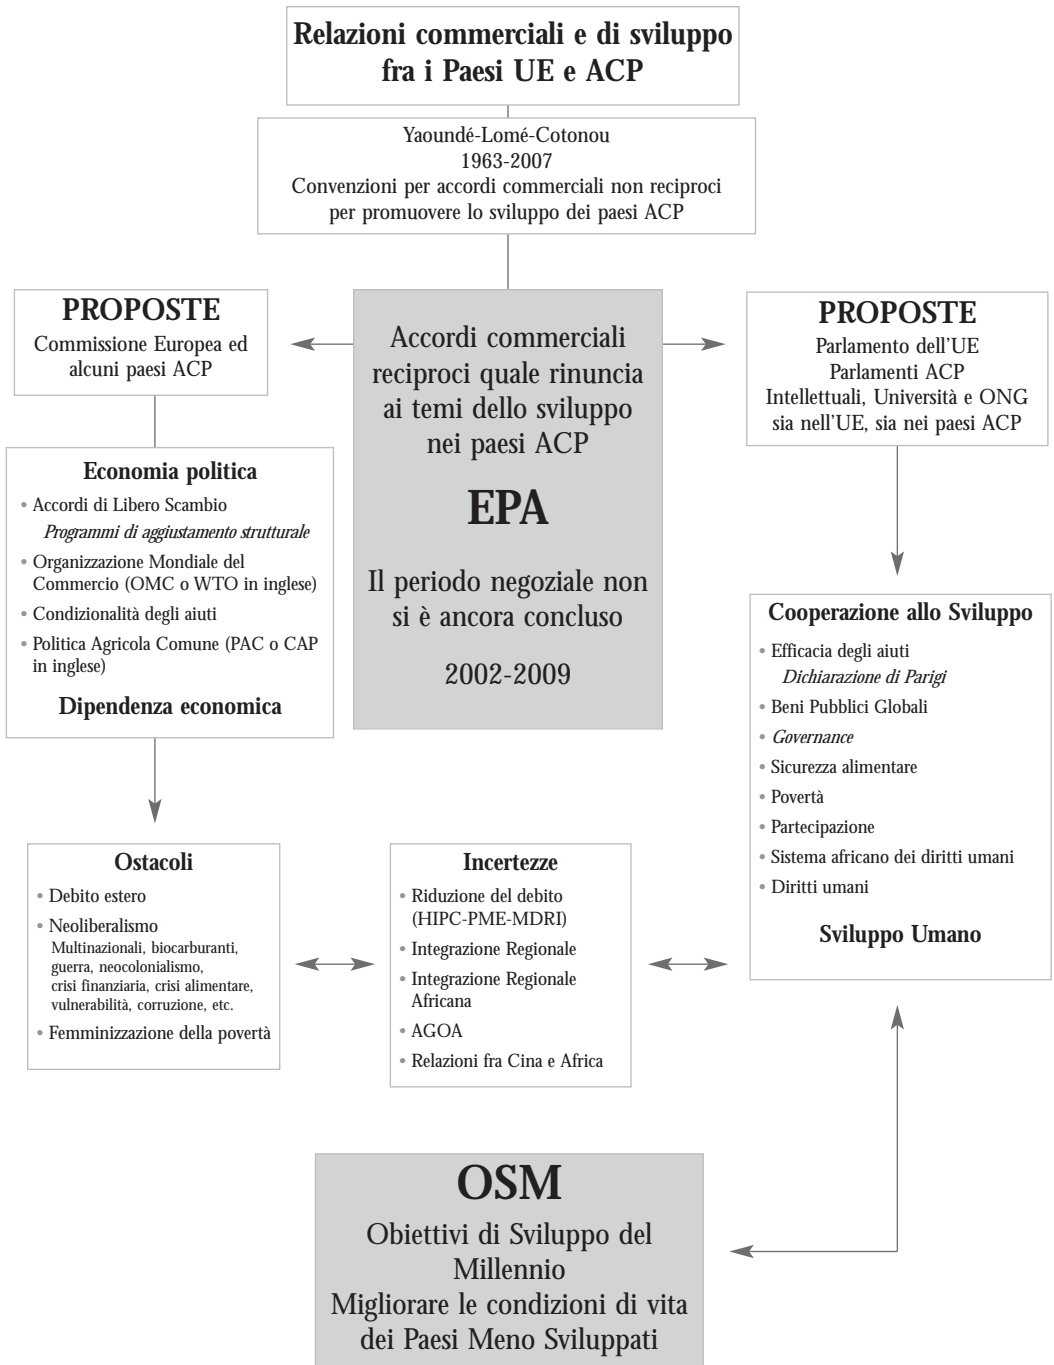 Relazioni commerciali e di sviluppo
fra i Paesi UE e ACP
Yaoundé-Lomé-Cotonou
1963-2007
Convenzioni per accordi commerciali non reciproci
per promuovere lo sviluppo dei paesi ACP
PROPOSTE
Commissione Europea ed
alcuni paesi ACP
Accordi commerciali
reciproci quale rinuncia
ai temi dello sviluppo
nei paesi ACP
EPA
Il periodo negoziale non
si è ancora concluso
2002-2009
PROPOSTE
Parlamento dell'UE
Parlamenti ACP
Intellettuali, Università e ONG
sia nell'UE, sia nei paesi ACP
Economia politica
• Accordi di Libero Scambio
Programmi di aggiustamento strutturale
• Organizzazione Mondiale del
Commercio (OMC o WTO in inglese)
• Condizionalità degli aiuti
• Politica Agricola Comune (PAC o CAP
in inglese)
Dipendenza economica
Cooperazione allo Sviluppo
• Efficacia degli aiuti
Dichiarazione di Parigi
• Beni Pubblici Globali
• Governance
• Sicurezza alimentare
• Povertà
• Partecipazione
• Sistema africano dei diritti umani
• Diritti umani
Sviluppo Umano
Ostacoli
• Debito estero
• Neoliberalismo
Multinazionali, biocarburanti,
guerra, neocolonialismo,
crisi finanziaria, crisi alimentare,
vulnerabilità, corruzione, etc.
• Femminizzazione della povertà
Incertezze
• Riduzione del debito
(HIPC-PME-MDRI)
• Integrazione Regionale
• Integrazione Regionale
Africana
• AGOA
• Relazioni fra Cina e Africa
OSM
Obiettivi di Sviluppo del
Millennio
Migliorare le condizioni di vita
dei Paesi Meno Sviluppati